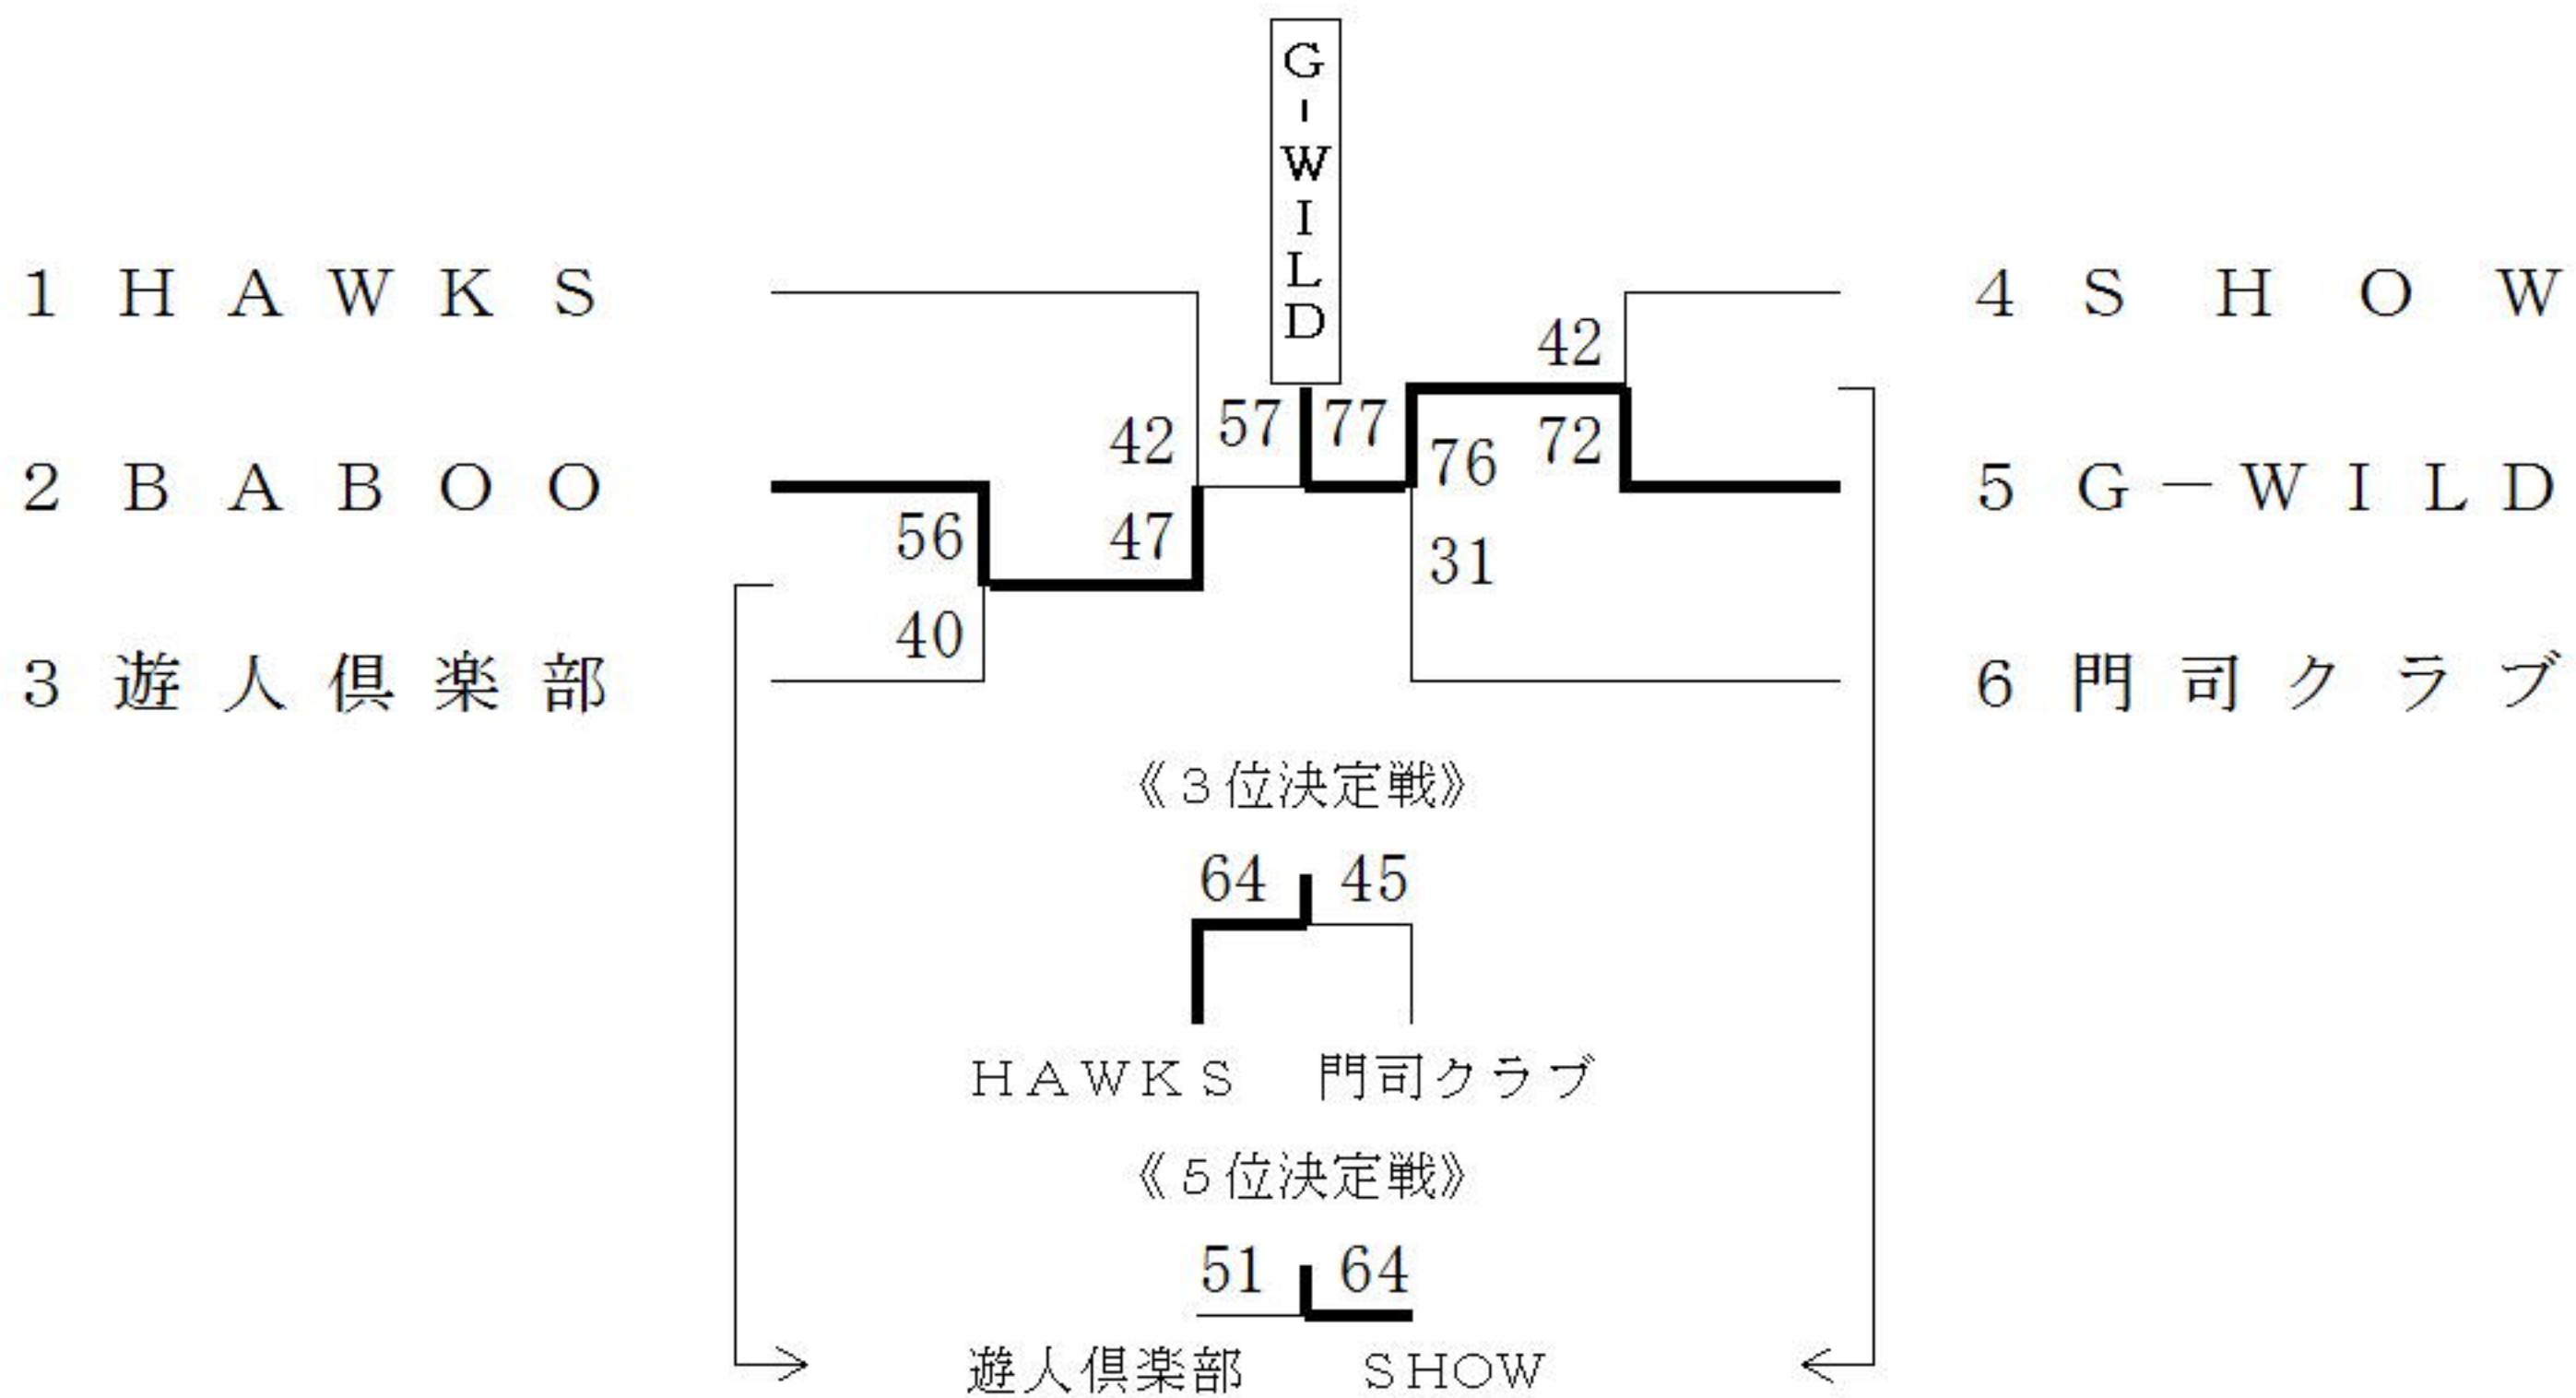 G-WILD
1 HAWKS
4 SHOW
42
57
77
42
76
72
2 BABOO
5 G-WILD
56
47
31
40
3 遊人倶楽部
6 門司クラブ
《3位決定戦》
64 45
HAWKS 門司クラブ
《5位決定戦》
51 64
遊人倶楽部 SHOW